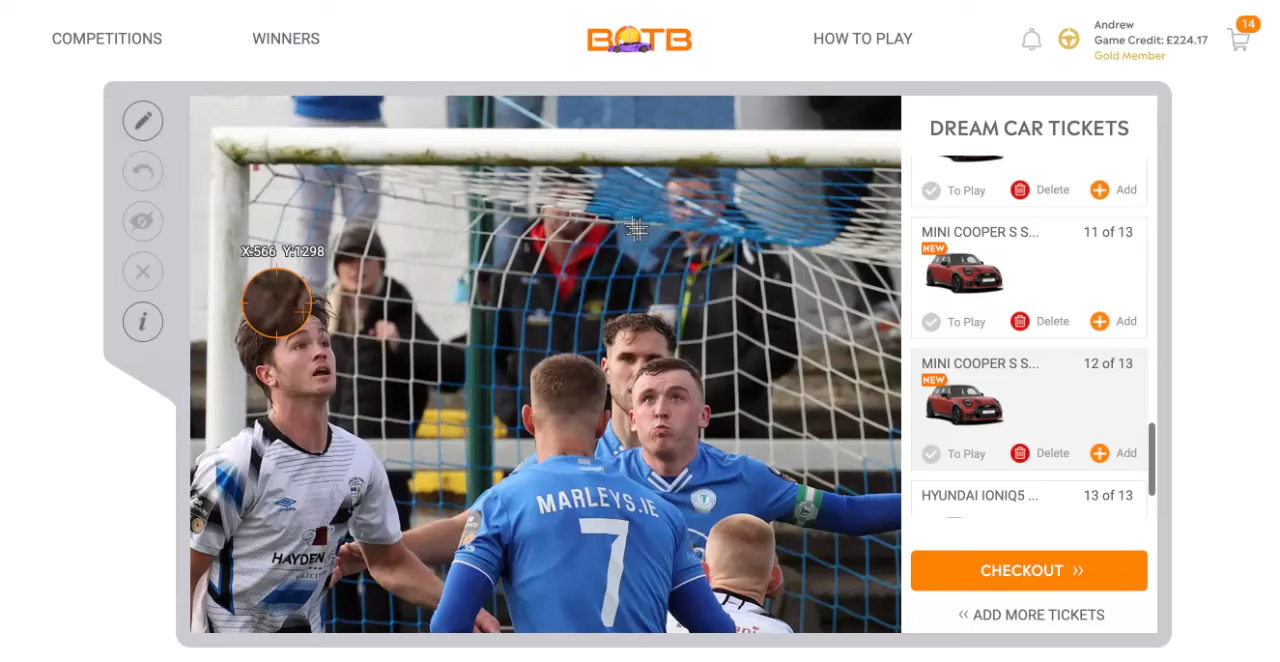 COMPETITIONS
WINNERS
BOTB
HOW TO PLAY
Andrew
Game Credit: £224.17
Gold Member
14
DREAM CAR TICKETS
To Play Delete Add
MINI COOPER S S... 11 of 13
NEW
To Play Delete Add
MINI COOPER S S... 12 of 13
NEW
To Play Delete Add
HYUNDAI IONIQ5 ... 13 of 13
CHECKOUT
ADD MORE TICKETS
X:566 Y:1298
MARLEYS.IE
7
umbro
HAYDEN